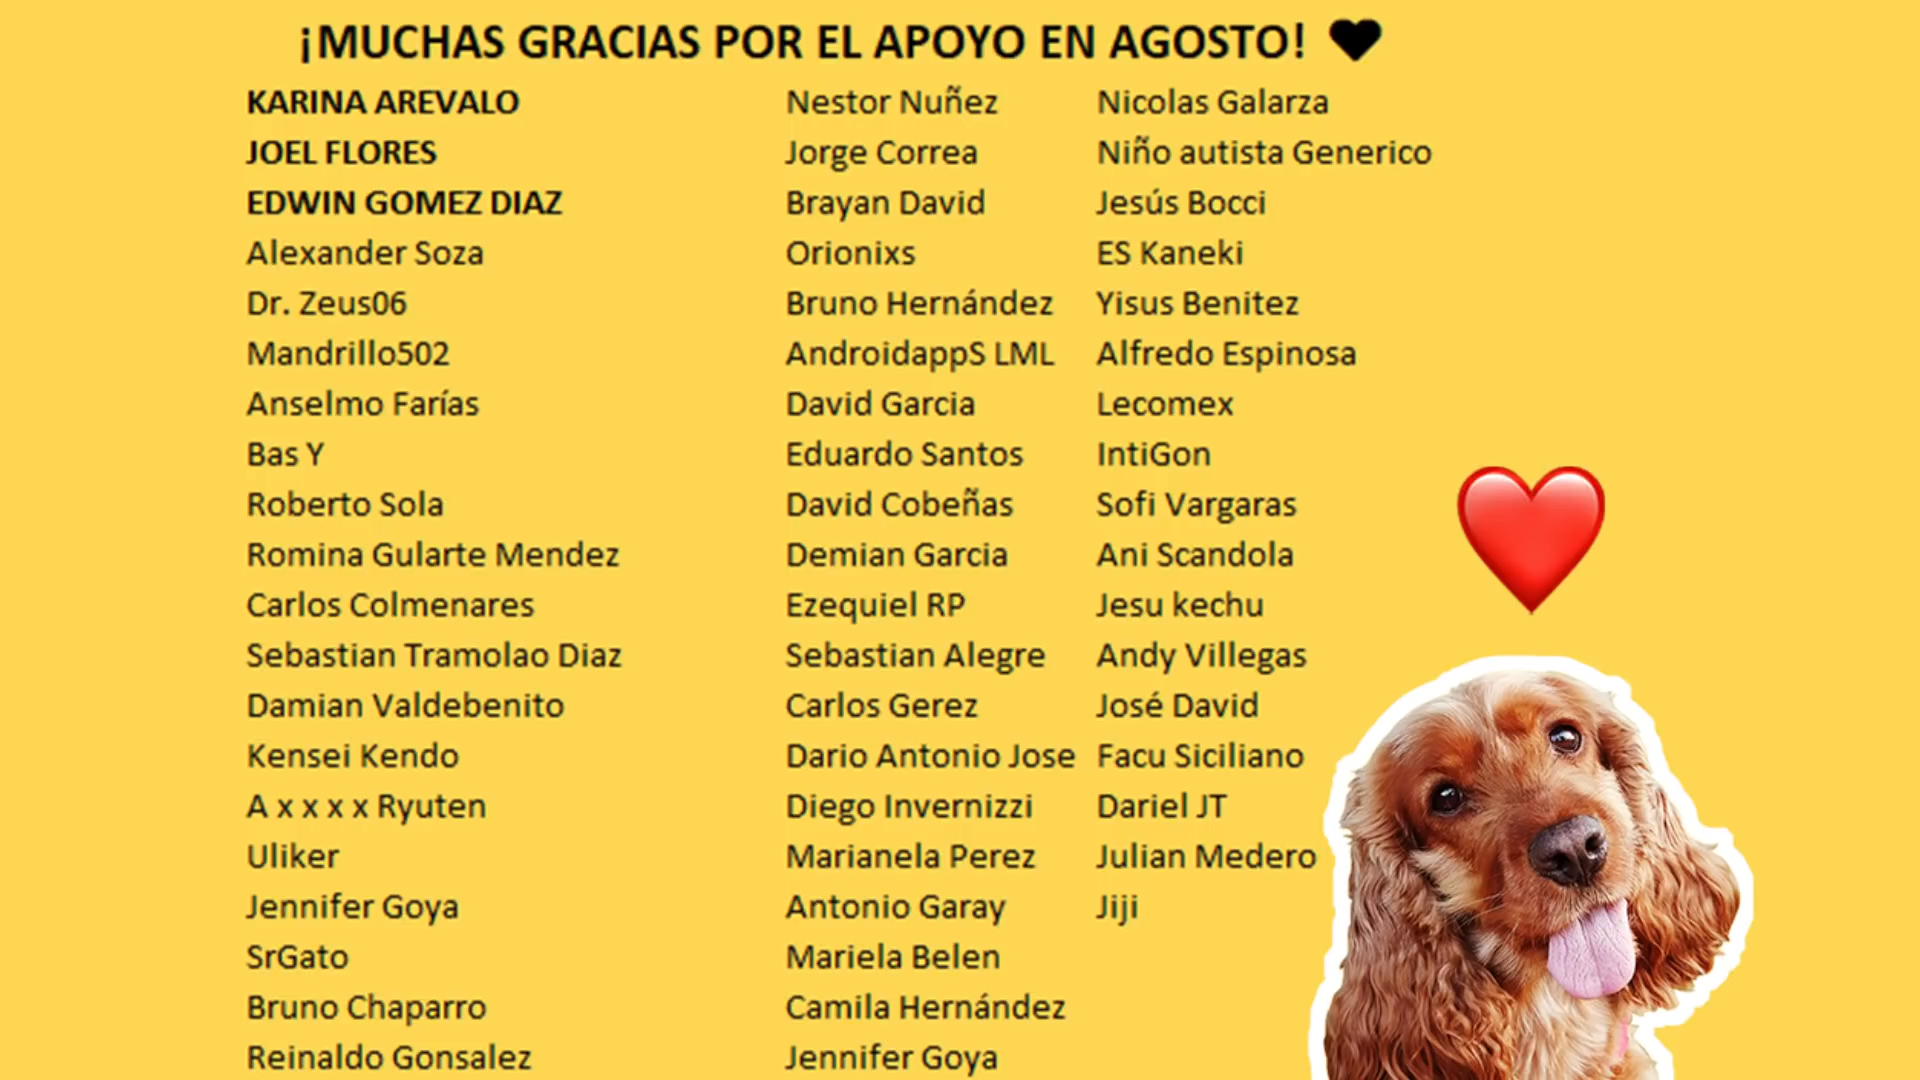 ¡MUCHAS GRACIAS POR EL APOYO EN AGOSTO! ♥
KARINA AREVALO
JOEL FLORES
EDWIN GOMEZ DIAZ
Alexander Soza
Dr. Zeus06
Mandrillo502
Anselmo Farías
Bas Y
Roberto Sola
Romina Gularte Mendez
Carlos Colmenares
Sebastian Tramolao Diaz
Damian Valdebenito
Kensei Kendo
A x x x x Ryuten
Uliker
Jennifer Goya
SrGato
Bruno Chaparro
Reinaldo Gonsalez
Nestor Nuñez
Jorge Correa
Brayan David
Orionixs
Bruno Hernández
AndroidappS LML
David Garcia
Eduardo Santos
David Cobeñas
Demian Garcia
Ezequiel RP
Sebastian Alegre
Carlos Gerez
Dario Antonio Jose
Diego Invernizzi
Marianela Perez
Antonio Garay
Mariela Belen
Camila Hernández
Jennifer Goya
Nicolas Galarza
Niño autista Generico
Jesús Bocci
ES Kaneki
Yisus Benitez
Alfredo Espinosa
Lecomex
IntiGon
Sofi Vargaras
Ani Scandola
Jesu kechu
Andy Villegas
José David
Facu Siciliano
Dariel JT
Julian Medero
Jiji